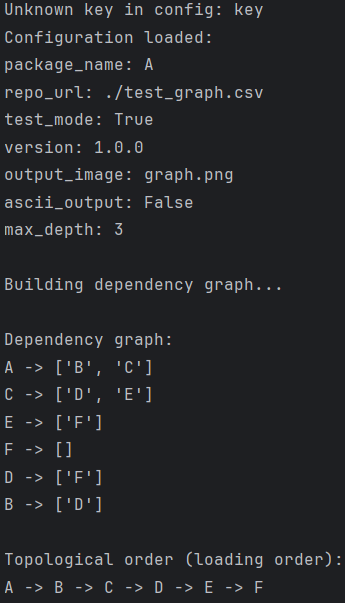 Unknown key in config: key
Configuration loaded:
package_name: A
repo_url: ./test_graph.csv
test_mode: True
version: 1.0.0
output_image: graph.png
ascii_output: False
max_depth: 3
Building dependency graph...
Dependency graph:
A -> ['B', 'C']
C -> ['D', 'E']
E -> ['F']
F -> []
D -> ['F']
B -> ['D']
Topological order (loading order):
A -> B -> C -> D -> E -> F